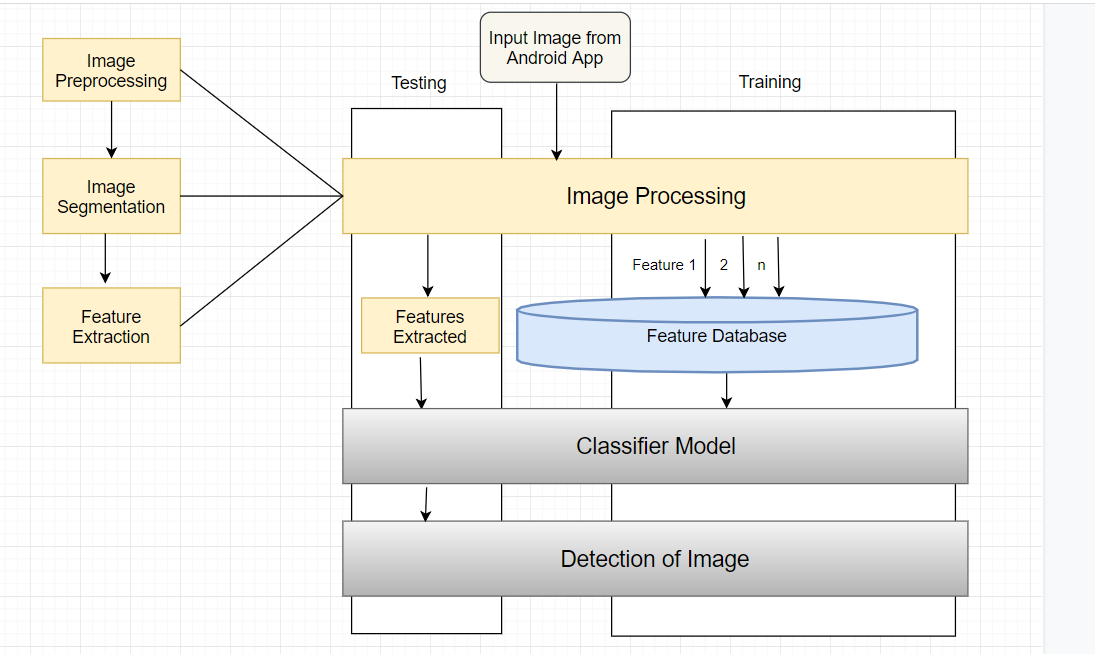 Input Image from
Android App
Image
Preprocessing
Testing
Training
Image
Segmentation
Image Processing
Feature 1
2
n
Feature
Extraction
Features
Extracted
Feature Database
Classifier Model
Detection of Image